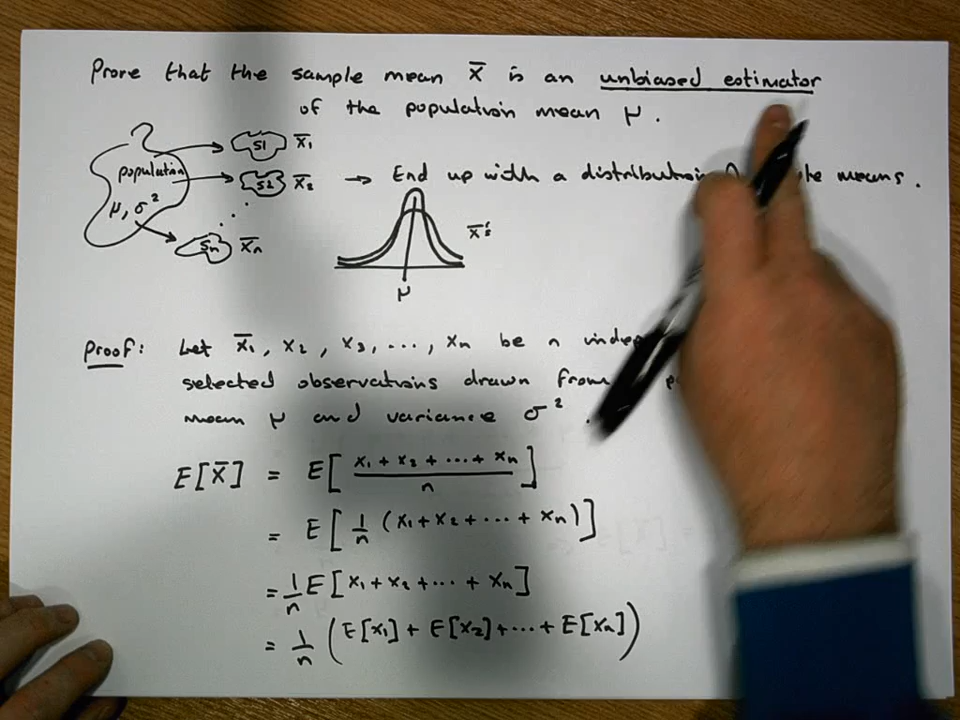 Prove that the sample mean X̄ is an unbiased estimator
of the population mean μ.
S1 X̄₁
population S2 X̄₂ → End up with a distribution means.
μ, σ²
Sn X̄n
X̄'s
μ
Proof: Let X̄₁, X₂, X₃, ..., Xn be n
selected observations drawn from
mean μ and variance σ².
E[X̄] = E[(X₁ + X₂ + ... + Xn)/n]
= E[1/n (X₁ + X₂ + ... + Xn)]
= 1/n E[X₁ + X₂ + ... + Xn]
= 1/n (E[X₁] + E[X₂] + ... + E[Xn])